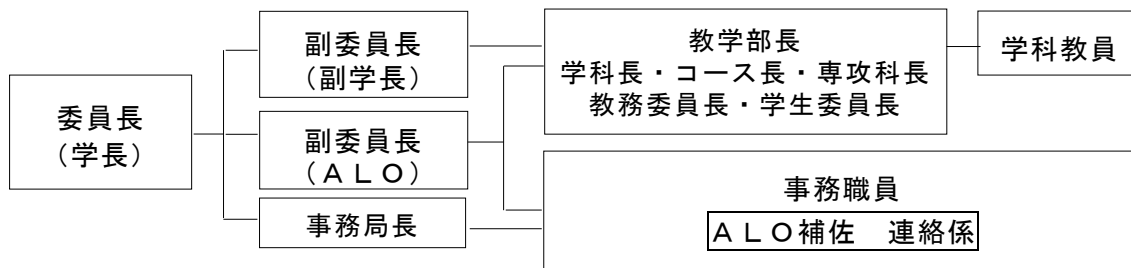 委員長
(学長)
副委員長
(副学長)
副委員長
(ＡＬＯ)
事務局長
教学部長
学科長・コース長・専攻科長
教務委員長・学生委員長
学科教員
事務職員
ＡＬＯ補佐　連絡係